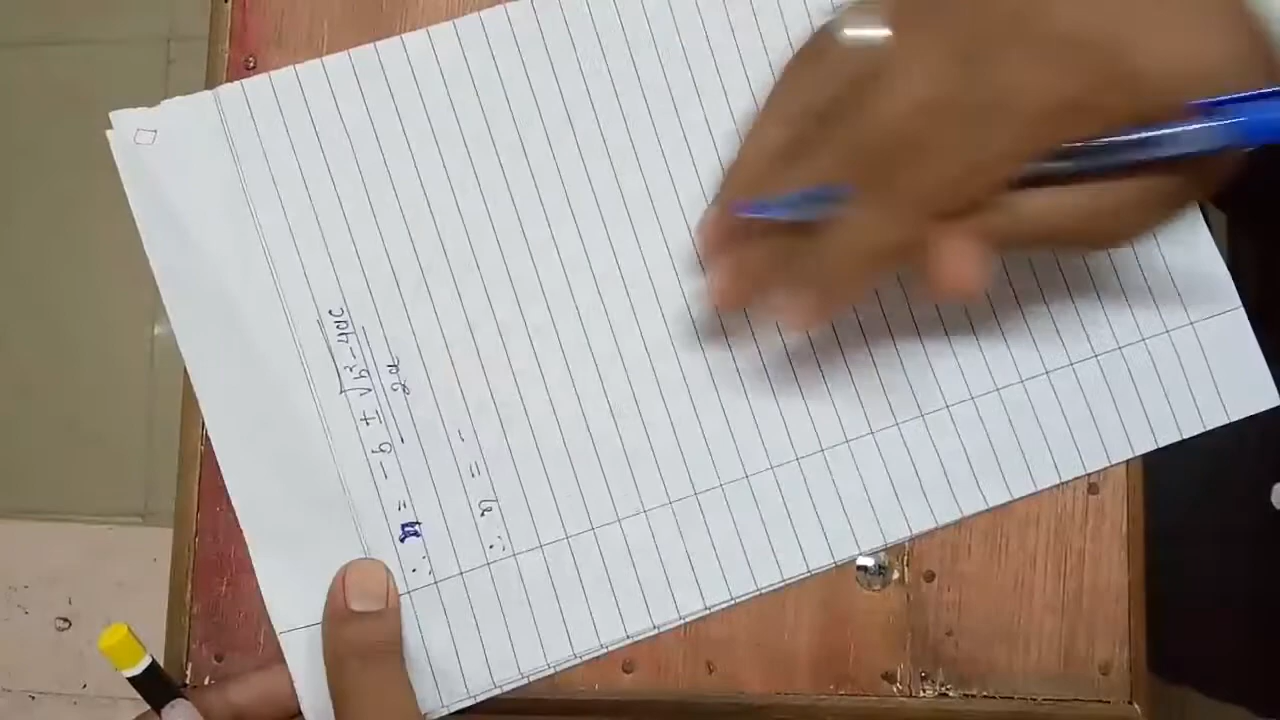 ∴ n = -b ± √b²-4ac / 2a
∴ n = -